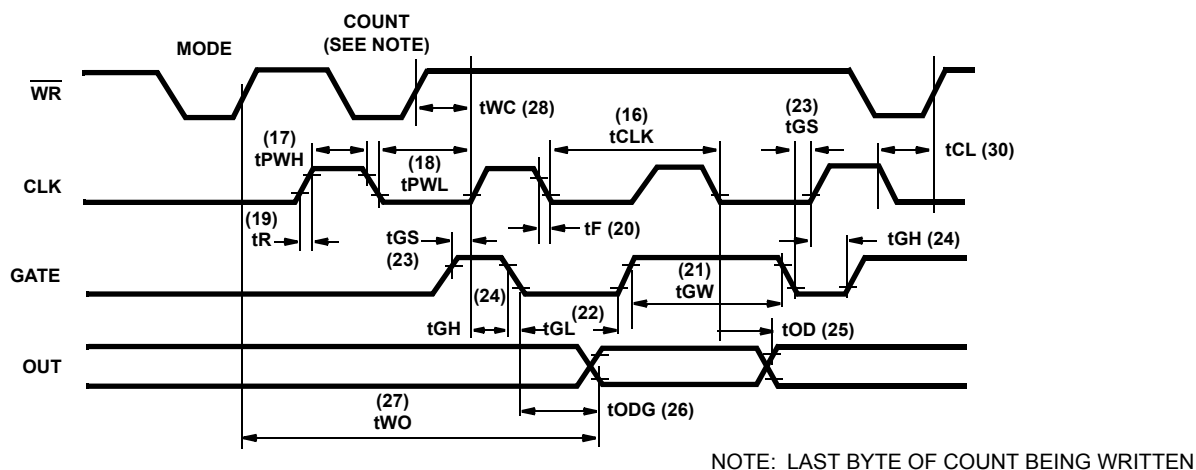 COUNT
(SEE NOTE)
MODE
WR
tWC (28)
(16)
tCLK
(23)
tGS
(17)
tPWH
(18)
tPWL
tCL (30)
CLK
(19)
tR
tF (20)
tGS
(23)
tGH (24)
GATE
(24)
tGH
(22)
tGL
(21)
tGW
tOD (25)
OUT
(27)
tWO
tODG (26)
NOTE: LAST BYTE OF COUNT BEING WRITTEN